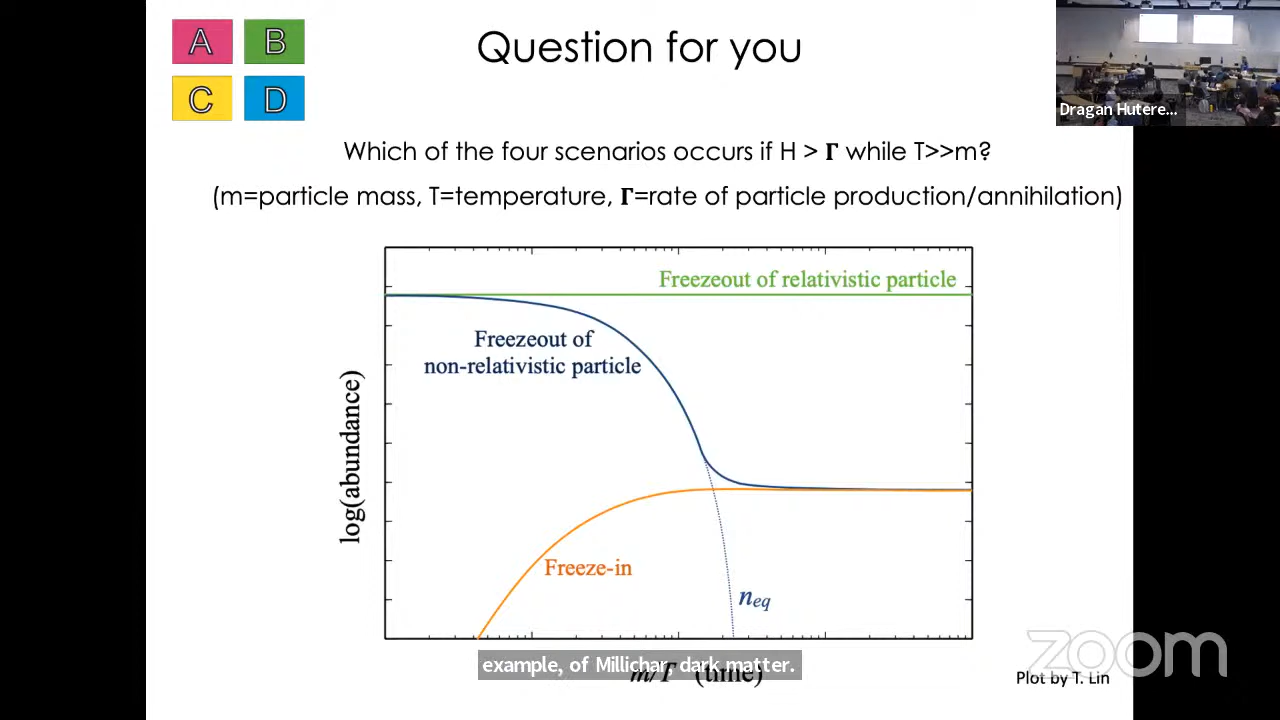 A B
C D
Question for you
Dragan Hutere...
Which of the four scenarios occurs if H > Γ while T>>m?
(m=particle mass, T=temperature, Γ=rate of particle production/annihilation)
Freezeout of relativistic particle
Freezeout of
non-relativistic particle
log(abundance)
Freeze-in
neq
example, of Millichar, dark matter.
m/T (time)
zoom
Plot by T. Lin